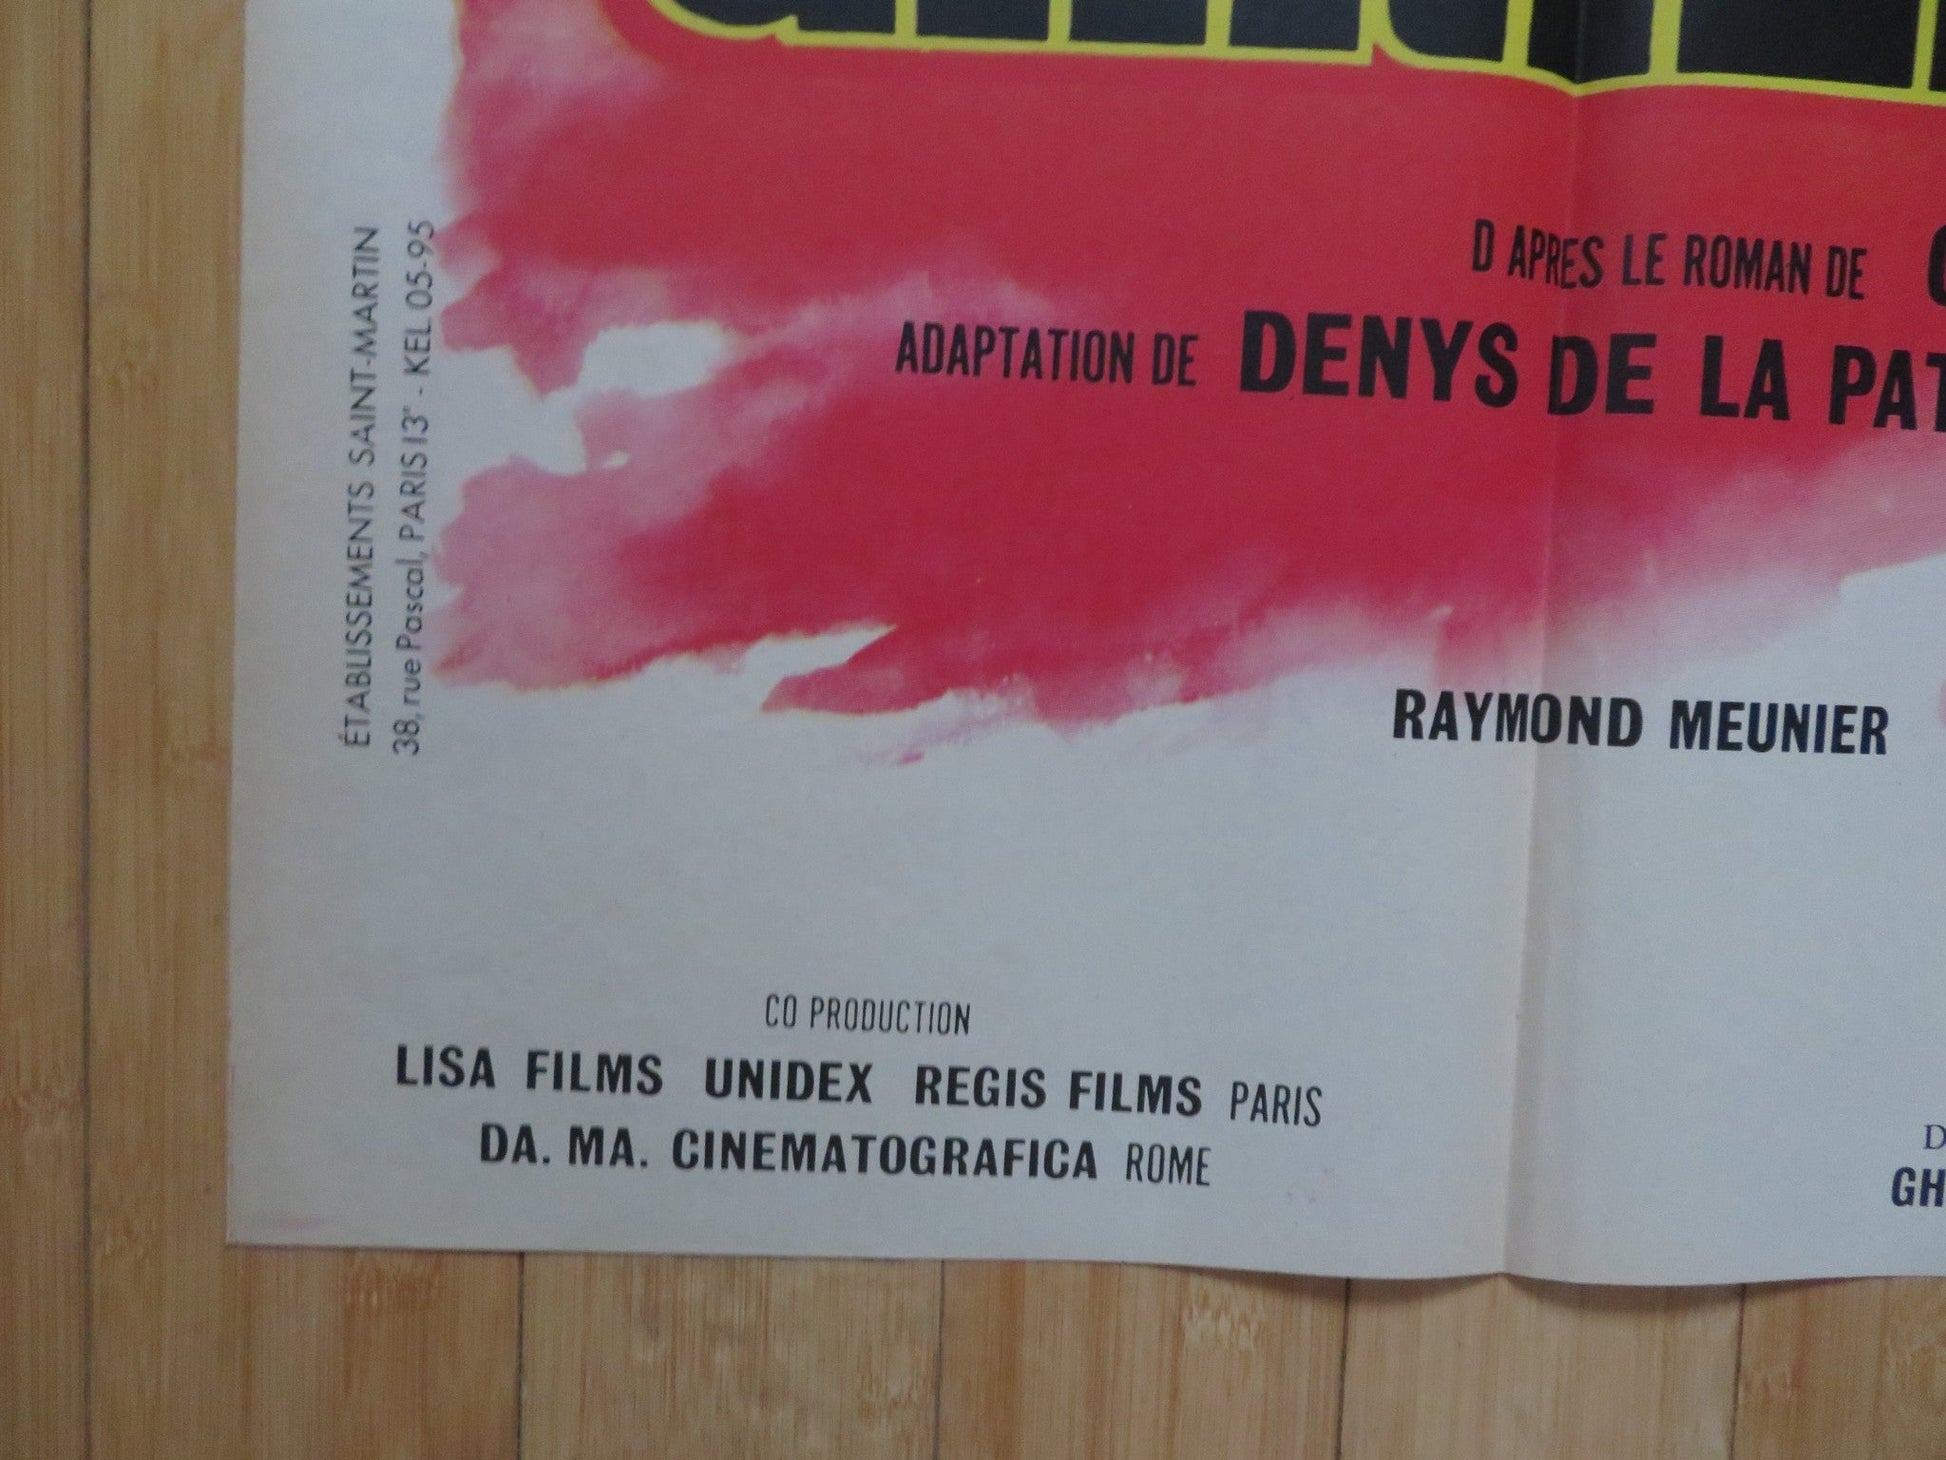 D APRES LE ROMAN DE
ADAPTATION DE DENYS DE LA PAT
ÉTABLISSEMENTS SAINT-MARTIN
38, rue Pascal, PARIS 13e - KEL 05-95
RAYMOND MEUNIER
CO PRODUCTION
LISA FILMS UNIDEX REGIS FILMS PARIS
DA. MA. CINEMATOGRAFICA ROME
D
GH